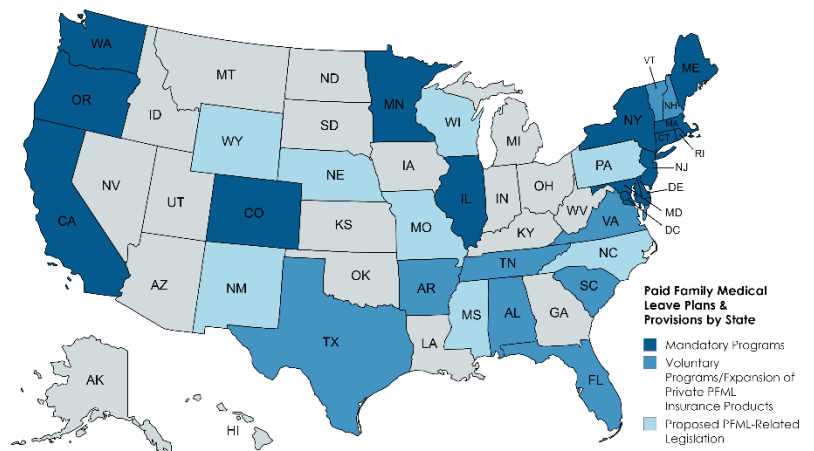 WA
MT
ND
MN
VT
ME
OR
ID
SD
WI
MI
NY
NH
MA
CT
RI
WY
IA
PA
NJ
NE
NV
UT
CO
IL
IN
OH
DE
MD
DC
CA
KS
MO
WV
VA
KY
AZ
NM
OK
AR
TN
NC
SC
MS
AL
GA
TX
LA
FL
AK
HI
Paid Family Medical
Leave Plans &
Provisions by State
Mandatory Programs
Voluntary
Programs/Expansion of
Private PFML
Insurance Products
Proposed PFML-Related
Legislation